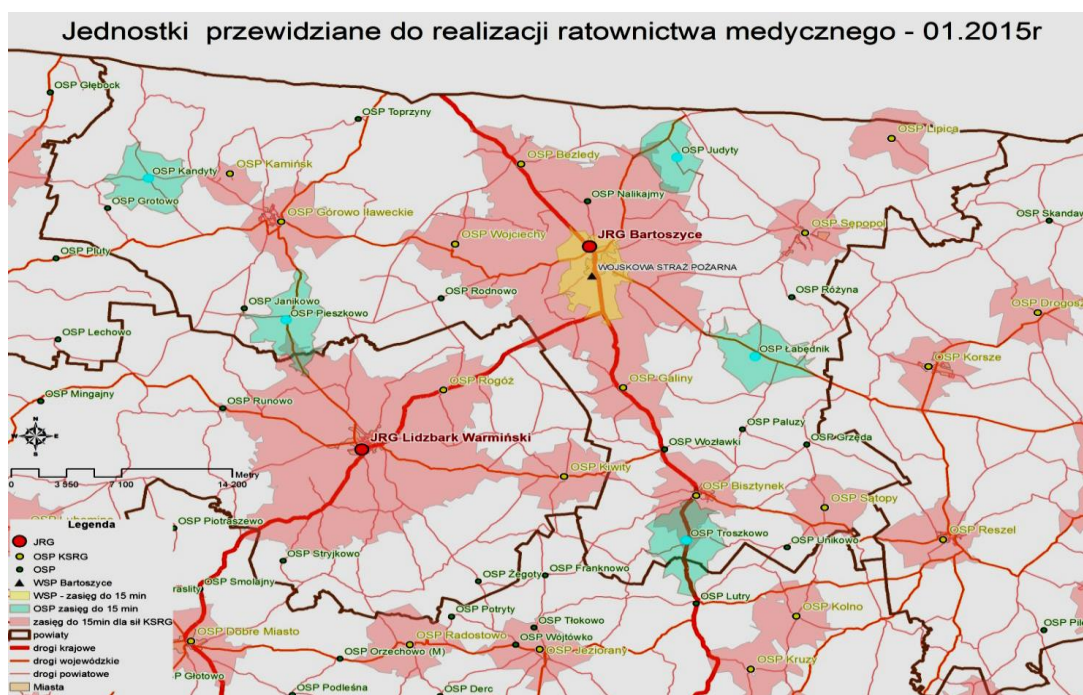 Jednostki przewidziane do realizacji ratownictwa medycznego - 01.2015r
OSP Głębock
OSP Toprzyny
OSP Lipica
OSP Bezledy
OSP Judyty
OSP Kamińsk
OSP Kandyty
OSP Nalikajmy
OSP Grotowo
OSP Górowo Iławeckie
OSP Skandaw
OSP Wojciechy
JRG Bartoszyce
OSP Sępopol
OSP Pluty
WOJSKOWA STRAŻ POŻARNA
OSP Janikowo
OSP Rodnowo
OSP Różyna
OSP Drogosz
OSP Pieszkowo
OSP Lechowo
OSP Łabędnik
OSP Korsze
OSP Rogóż
OSP Galiny
OSP Mingajny
OSP Runowo
OSP Paluzy
JRG Lidzbark Warmiński
OSP Wozławki
OSP Grzęda
OSP Kiwity
Metry
0 3 550 7 100 14 200
OSP Bisztynek
OSP Satopy
OSP Piotraszewo
OSP Reszel
OSP Troszkowo
OSP Unikowo
OSP Stryjkowo
OSP Franknowo
OSP Żęgoty
OSP Smolajny
OSP Lutry
OSP Potryty
OSP Kolno
OSP Tłokowo
OSP Dobre Miasto
OSP Radostowo
OSP Wójtówko
OSP Jeziorany
OSP Orzechowo (M)
OSP Kruzy
OSP Podleśna
OSP Derc
Legenda
JRG
OSP KSRG
OSP
WSP Bartoszyce
WSP - zasięg do 15 min
OSP zasięg do 15 min
zasięg do 15min dla sił KSRG
powiaty
drogi krajowe
drogi wojewódzkie
drogi powiatowe
Miasta